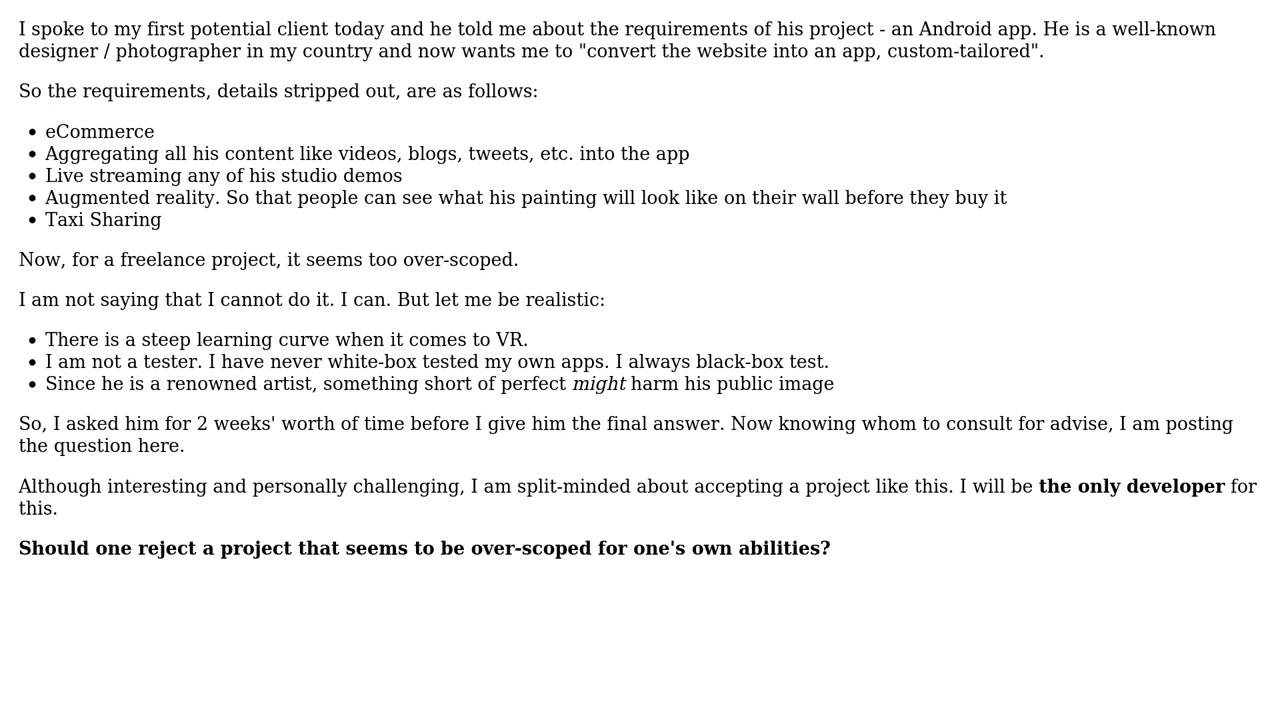 I spoke to my first potential client today and he told me about the requirements of his project - an Android app. He is a well-known
designer / photographer in my country and now wants me to "convert the website into an app, custom-tailored".
So the requirements, details stripped out, are as follows:
• eCommerce
• Aggregating all his content like videos, blogs, tweets, etc. into the app
• Live streaming any of his studio demos
• Augmented reality. So that people can see what his painting will look like on their wall before they buy it
• Taxi Sharing
Now, for a freelance project, it seems too over-scoped.
I am not saying that I cannot do it. I can. But let me be realistic:
• There is a steep learning curve when it comes to VR.
• I am not a tester. I have never white-box tested my own apps. I always black-box test.
• Since he is a renowned artist, something short of perfect might harm his public image
So, I asked him for 2 weeks' worth of time before I give him the final answer. Now knowing whom to consult for advise, I am posting
the question here.
Although interesting and personally challenging, I am split-minded about accepting a project like this. I will be the only developer for
this.
Should one reject a project that seems to be over-scoped for one's own abilities?